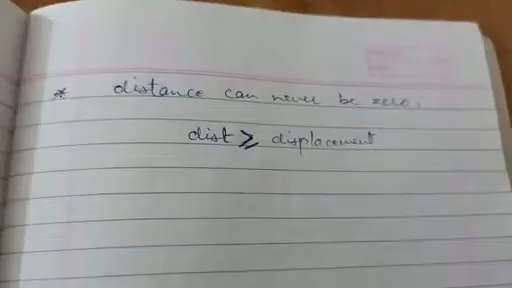 * distance can never be zero.
dist ⩾ displacement